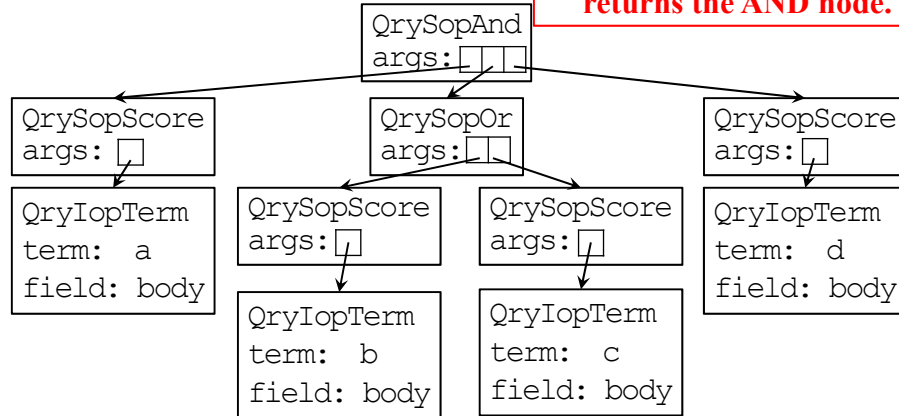 returns the AND node.
QrySopAnd
args:
QrySopScore
args:
QrySopOr
args:
QrySopScore
args:
QryIopTerm
term: a
field: body
QrySopScore
args:
QrySopScore
args:
QryIopTerm
term: d
field: body
QryIopTerm
term: b
field: body
QryIopTerm
term: c
field: body